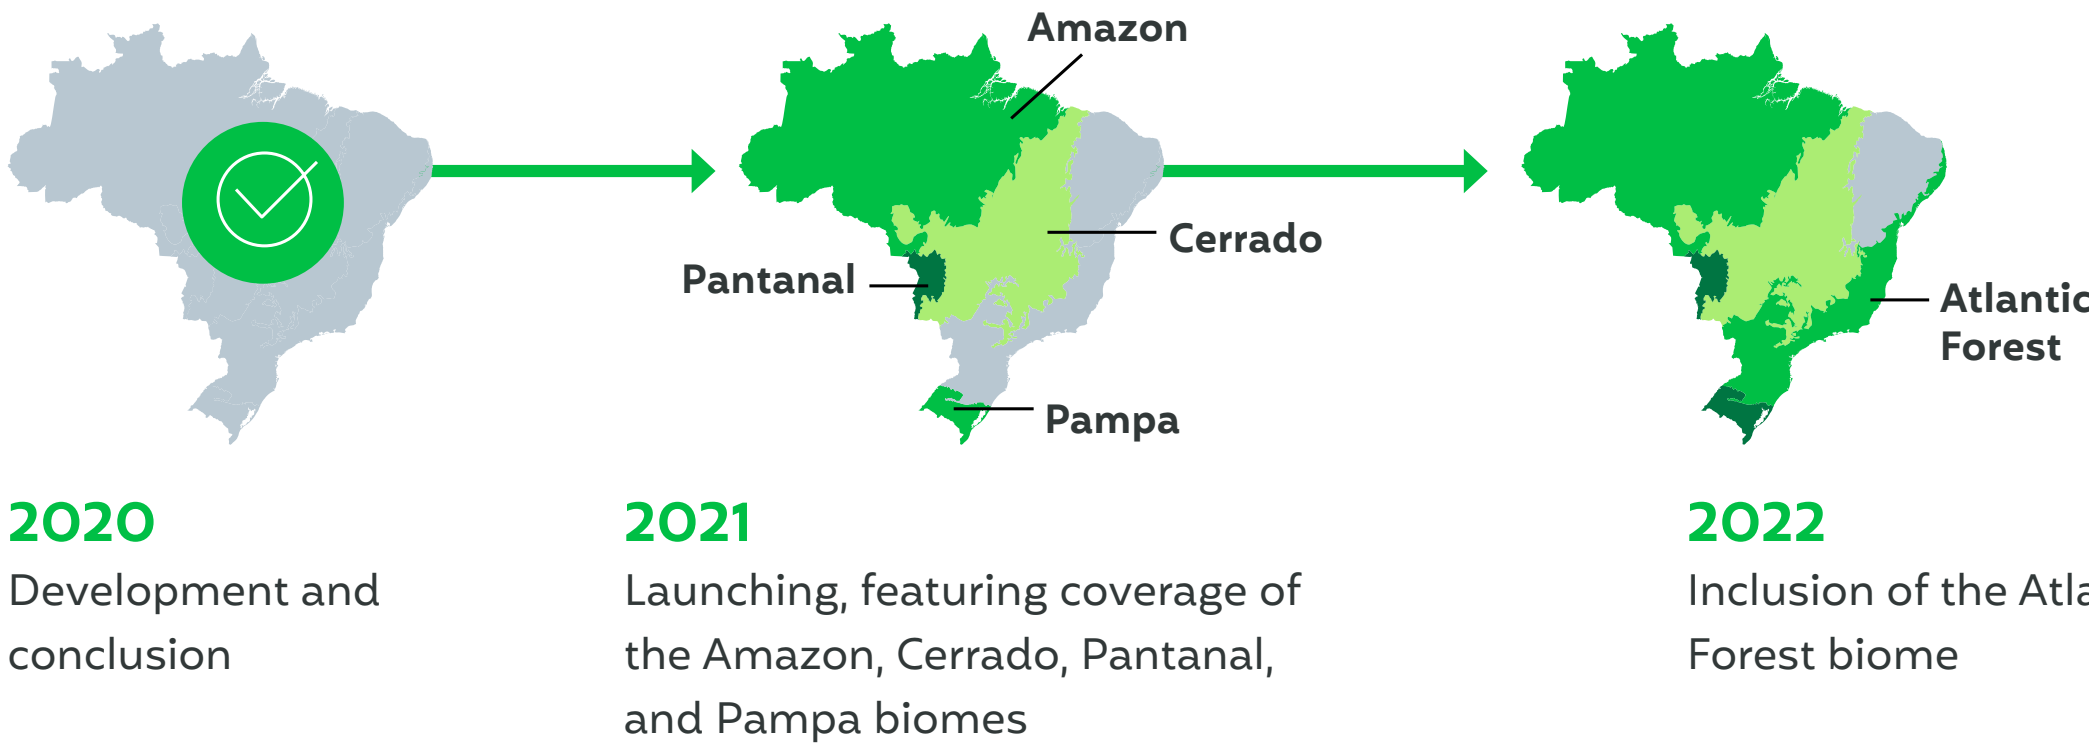 Amazon
Cerrado
Pantanal
Pampa
Atlantic
Forest
2020
Development and
conclusion
2021
Launching, featuring coverage of
the Amazon, Cerrado, Pantanal,
and Pampa biomes
2022
Inclusion of the
Forest biome